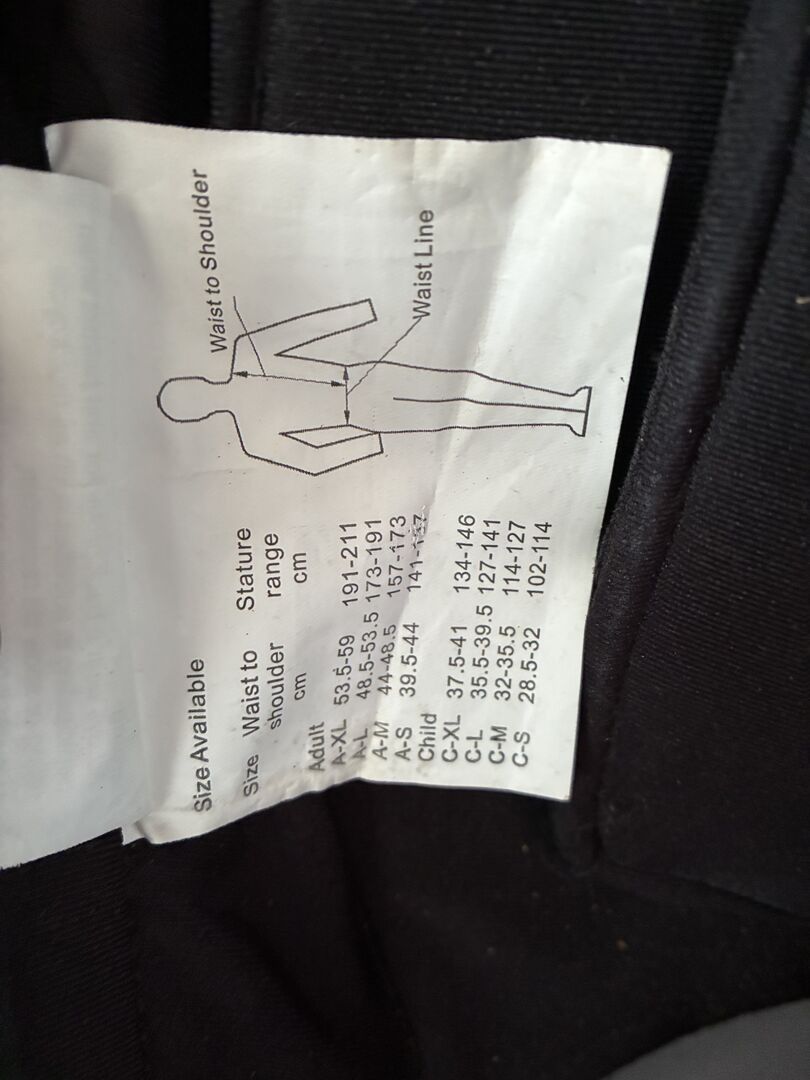 Size Available
Size Waist to shoulder cm Stature range cm
Adult
A-XL 53.5-59 191-211
A-L 48.5-53.5 173-191
A-M 44-48.5 157-173
A-S 39.5-44 141-157
Child
C-XL 37.5-41 134-146
C-L 35.5-39.5 127-141
C-M 32-35.5 114-127
C-S 28.5-32 102-114
Waist to Shoulder
Waist Line